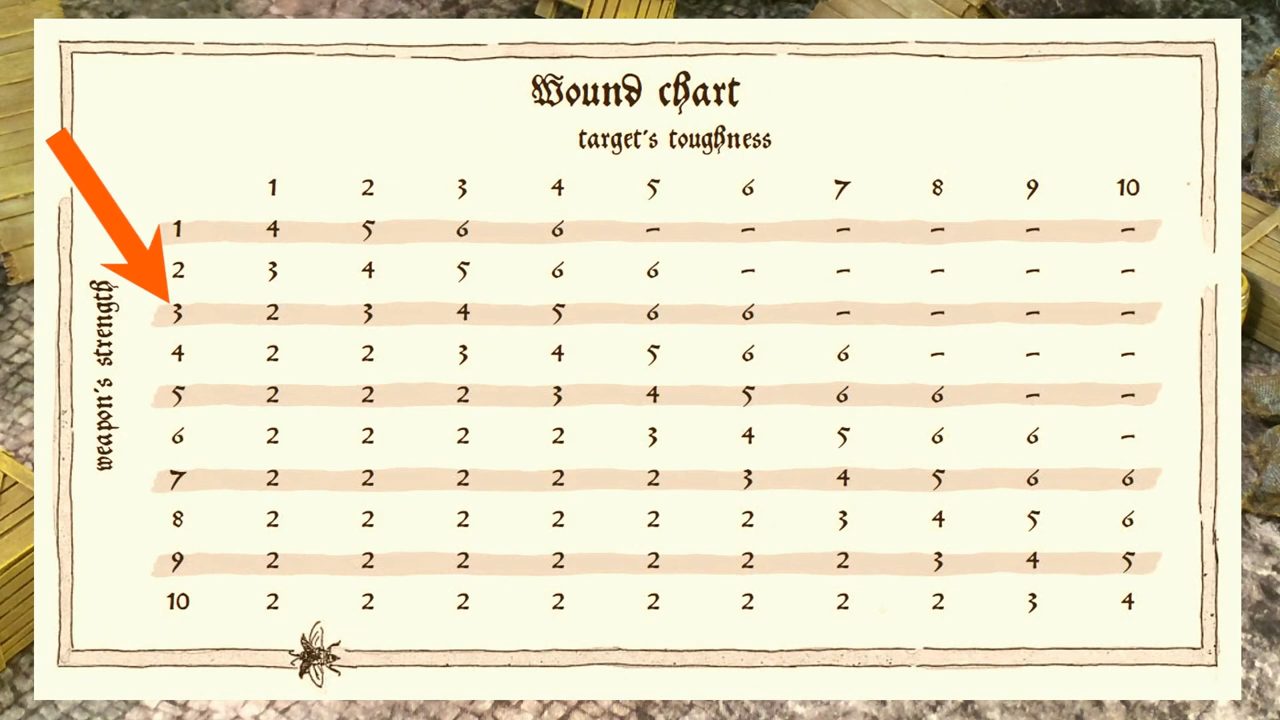 Wound chart
target's toughness
1 2 3 4 5 6 7 8 9 10
weapon's strength
1 4 5 6 6 – – – – – –
2 3 4 5 6 6 – – – – –
3 2 3 4 5 6 6 – – – –
4 2 2 3 4 5 6 6 – – –
5 2 2 2 3 4 5 6 6 – –
6 2 2 2 2 3 4 5 6 6 –
7 2 2 2 2 2 3 4 5 6 6
8 2 2 2 2 2 2 3 4 5 6
9 2 2 2 2 2 2 2 3 4 5
10 2 2 2 2 2 2 2 2 3 4